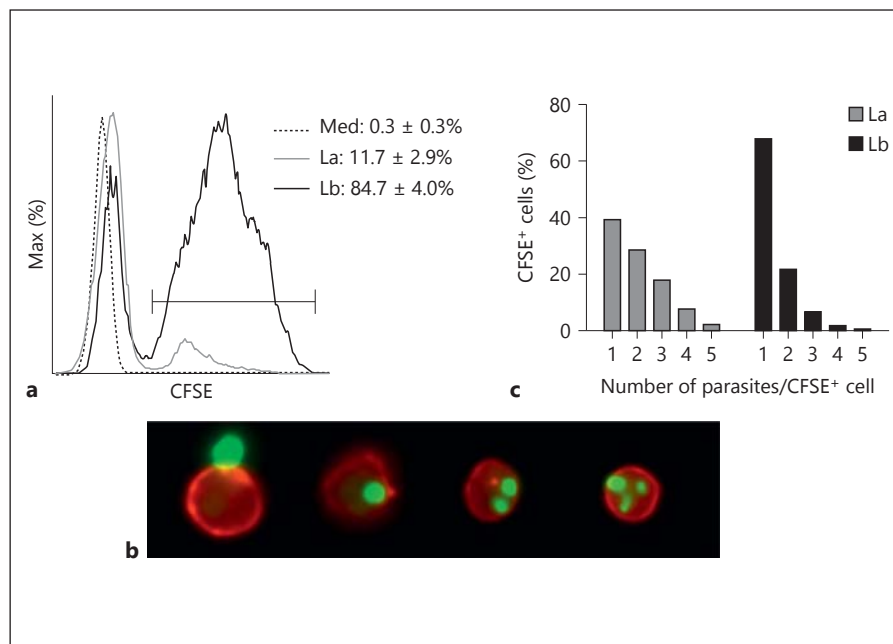 Max (%)
Med: 0.3 ± 0.3%
La: 11.7 ± 2.9%
Lb: 84.7 ± 4.0%
CFSE
a
CFSE⁺ cells (%)
80
60
40
20
0
La
Lb
1 2 3 4 5 1 2 3 4 5
Number of parasites/CFSE⁺ cell
c
b